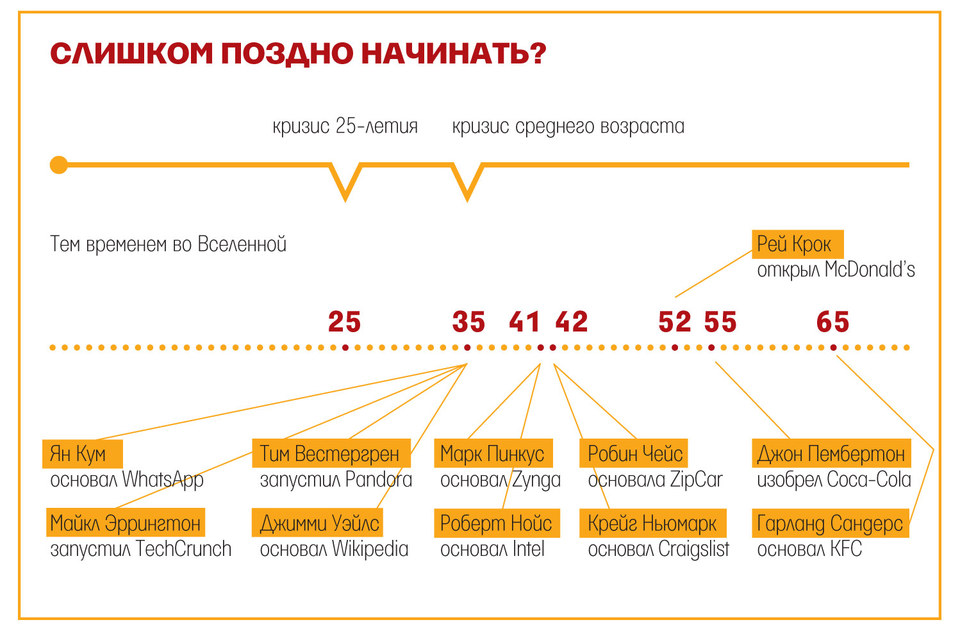 СЛИШКОМ ПОЗДНО НАЧИНАТЬ?
кризис 25-летия
кризис среднего возраста
Тем временем во Вселенной
Рей Крок
открыл McDonald's
25
35
41
42
52
55
65
Ян Кум
основал WhatsApp
Тим Вестергрен
запустил Pandora
Марк Пинкус
основал Zynga
Робин Чейс
основала ZipCar
Джон Пембертон
изобрел Coca-Cola
Майкл Эррингтон
запустил TechCrunch
Джимми Уэйлс
основал Wikipedia
Роберт Нойс
основал Intel
Крейг Ньюмарк
основал Craigslist
Гарланд Сандерс
основал KFC